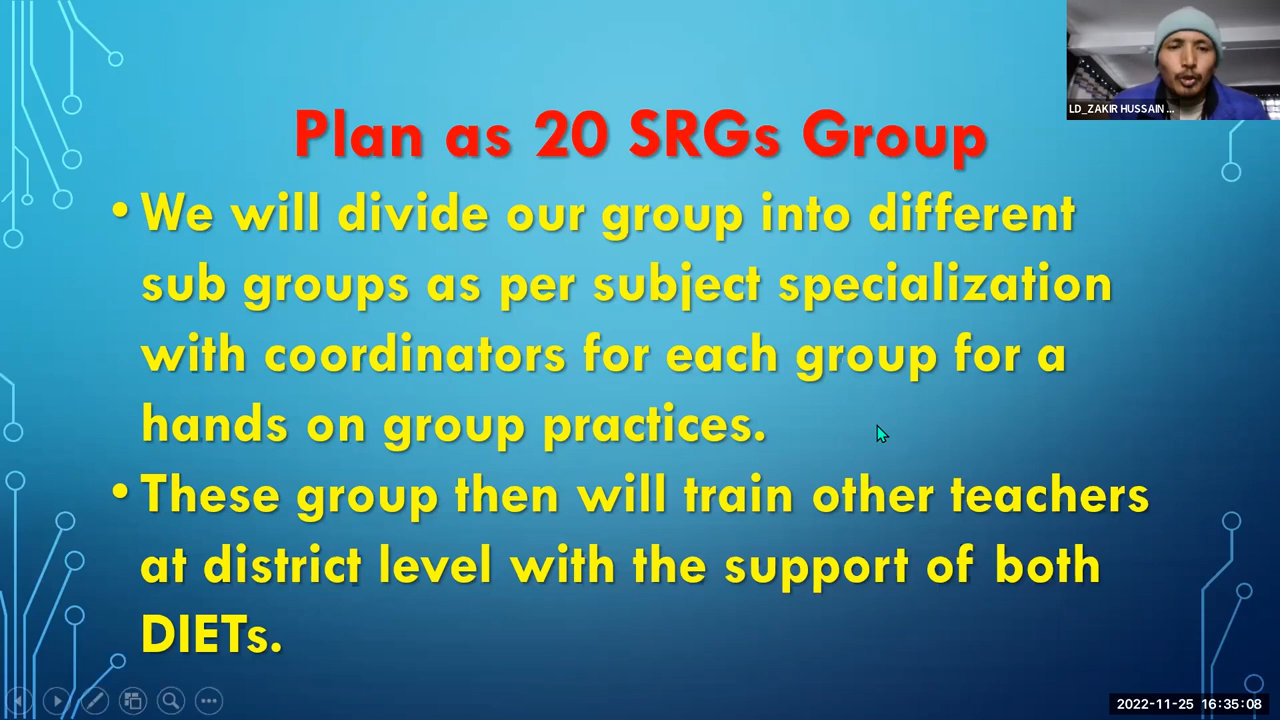 LD_ZAKIR HUSSAIN ...
Plan as 20 SRGs Group
• We will divide our group into different
sub groups as per subject specialization
with coordinators for each group for a
hands on group practices.
• These group then will train other teachers
at district level with the support of both
DIETs.
2022-11-25 16:35:08